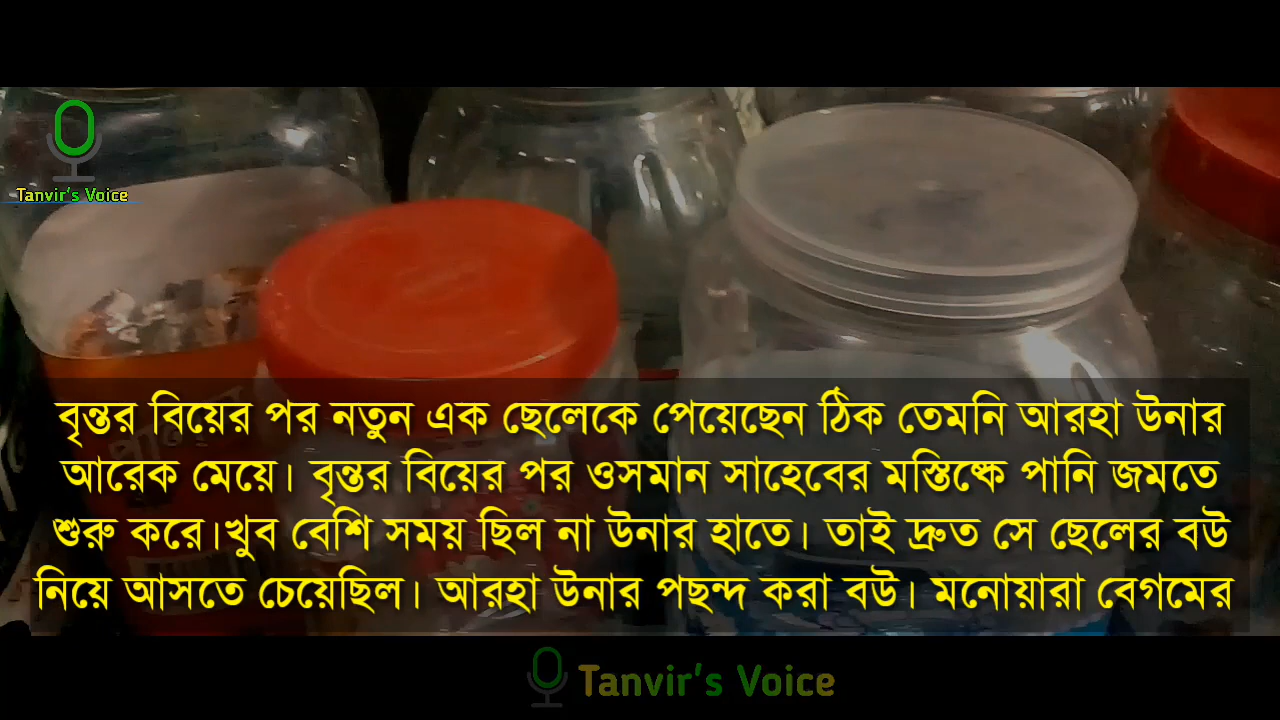 Tanvir's Voice
বৃন্তর বিয়ের পর নতুন এক ছেলেকে পেয়েছেন ঠিক তেমনি আরহা উনার
আরেক মেয়ে। বৃন্তর বিয়ের পর ওসমান সাহেবের মস্তিষ্কে পানি জমতে
শুরু করে।খুব বেশি সময় ছিল না উনার হাতে। তাই দ্রুত সে ছেলের বউ
নিয়ে আসতে চেয়েছিল। আরহা উনার পছন্দ করা বউ। মনোয়ারা বেগমের
Tanvir's Voice